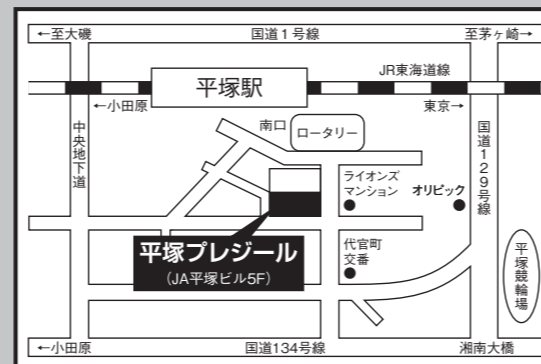 ←至大磯
国道１号線
至茅ヶ崎→
JR東海道線
平塚駅
←小田原
東京→
南口
ロータリー
中央地下道
国道129号線
ライオンズ
マンション
オリピック
平塚プレジール
(JA平塚ビル5F)
代官町
交番
平塚競輪場
←小田原
国道134号線
湘南大橋